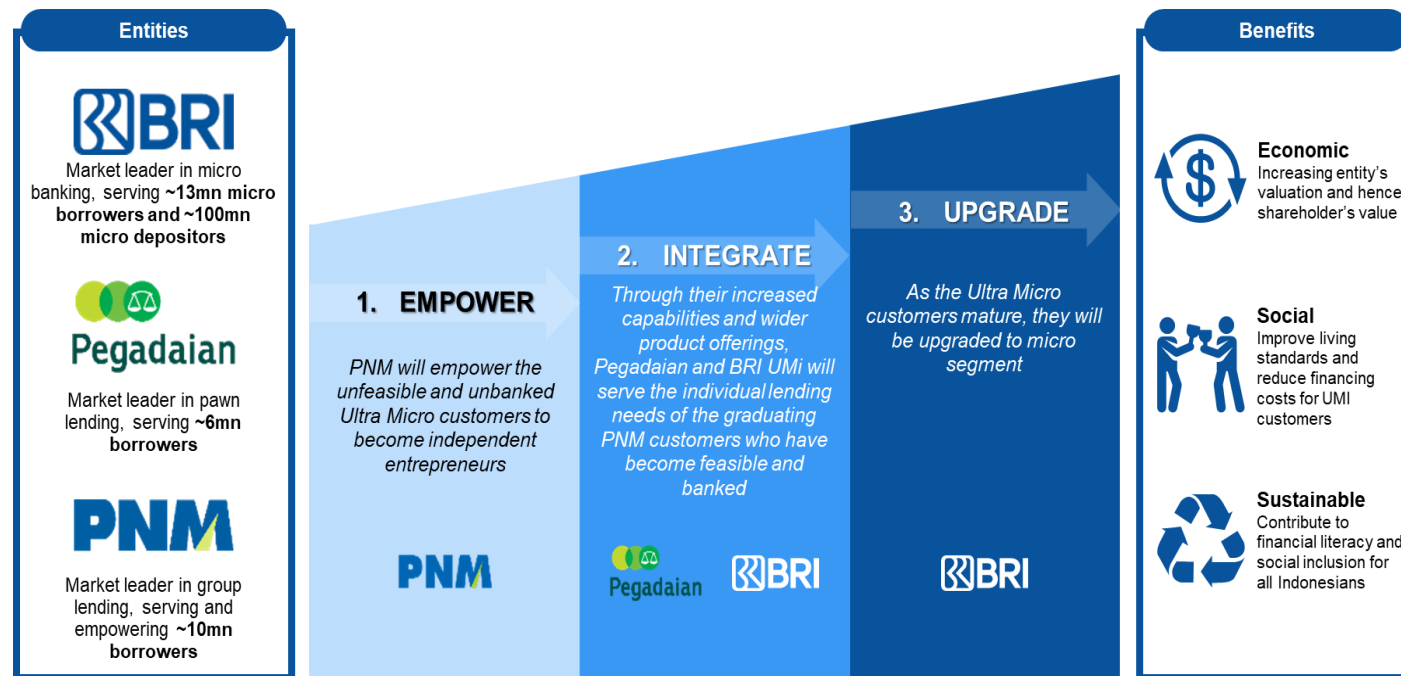 Entities
BRI
Market leader in micro
banking, serving ~13mn micro
borrowers and ~100mn
micro depositors
Pegadaian
Market leader in pawn
lending, serving ~6mn
borrowers
PNM
Market leader in group
lending, serving and
empowering ~10mn
borrowers
1. EMPOWER
PNM will empower the
unfeasible and unbanked
Ultra Micro customers to
become independent
entrepreneurs
PNM
2. INTEGRATE
Through their increased
capabilities and wider
product offerings,
Pegadaian and BRI UMi will
serve the individual lending
needs of the graduating
PNM customers who have
become feasible and
banked
Pegadaian
BRI
3. UPGRADE
As the Ultra Micro
customers mature, they will
be upgraded to micro
segment
BRI
Benefits
$
Economic
Increasing entity's
valuation and hence
shareholder's value
Social
Improve living
standards and
reduce financing
costs for UMI
customers
Sustainable
Contribute to
financial literacy and
social inclusion for
all Indonesians